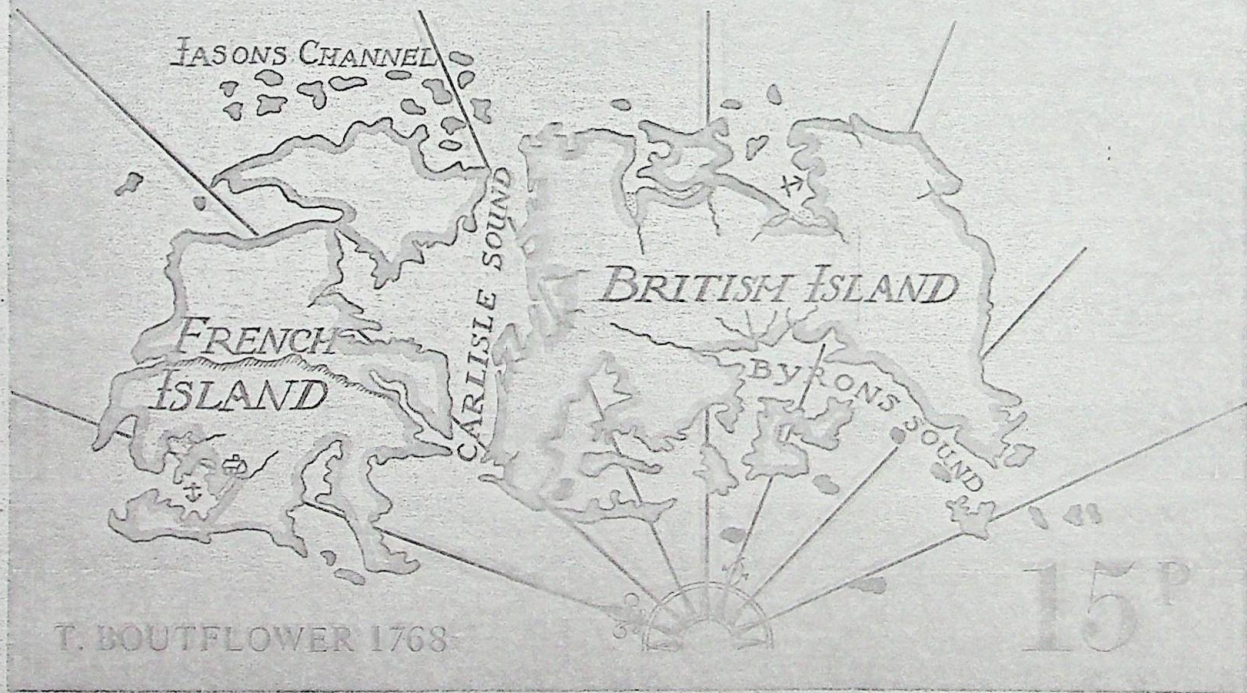 JASONS CHANNEL
CARLISLE SOUND
BRITISH ISLAND
FRENCH
ISLAND
BYRONS SOUND
T. BOUTFLOWER 1768
15P